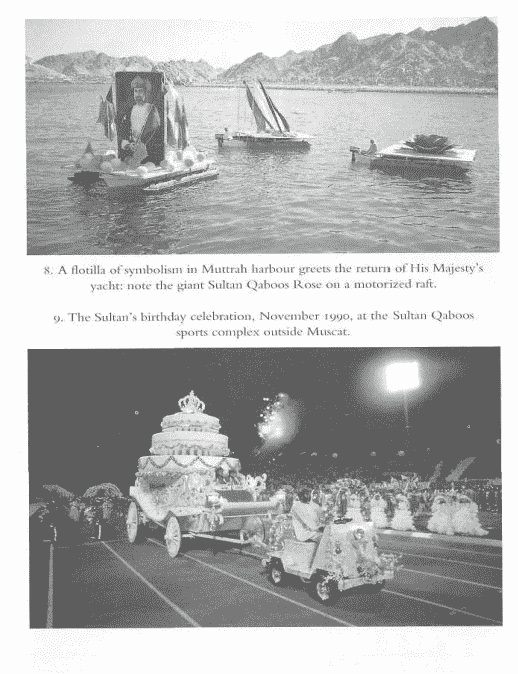 8. A flotilla of symbolism in Muttrah harbour greets the return of His Majesty's
yacht: note the giant Sultan Qaboos Rose on a motorized raft.
9. The Sultan's birthday celebration, November 1990, at the Sultan Qaboos
sports complex outside Muscat.